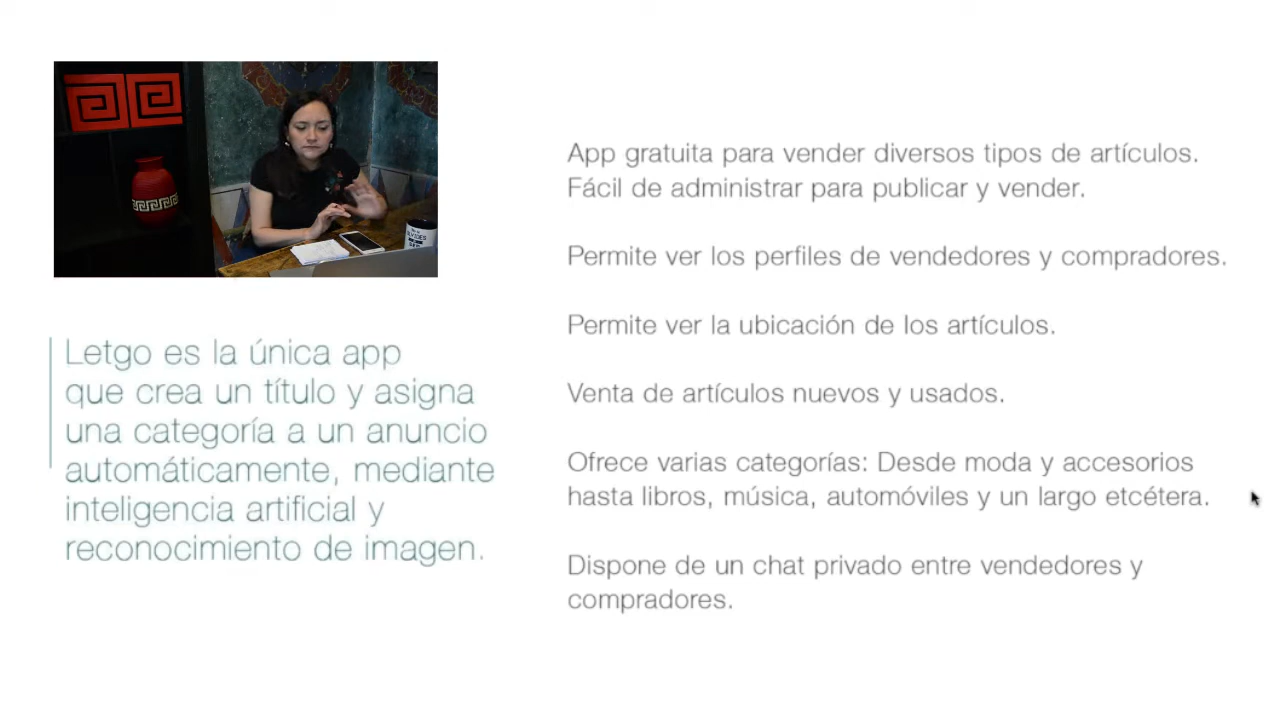 Letgo es la única app
que crea un título y asigna
una categoría a un anuncio
automáticamente, mediante
inteligencia artificial y
reconocimiento de imagen.
App gratuita para vender diversos tipos de artículos.
Fácil de administrar para publicar y vender.
Permite ver los perfiles de vendedores y compradores.
Permite ver la ubicación de los artículos.
Venta de artículos nuevos y usados.
Ofrece varias categorías: Desde moda y accesorios
hasta libros, música, automóviles y un largo etcétera.
Dispone de un chat privado entre vendedores y
compradores.